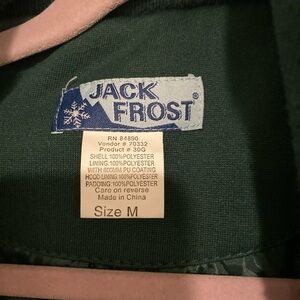 JACK
FROST®
RN 84890
Vendor # 70332
Product # 30G
SHELL:100%POLYESTER
LINING:100%POLYESTER
WITH 600MM PU COATING
HOOD LINING:100%POLYESTER
PADDING:100%POLYESTER
Care on reverse
Made in China
Size M